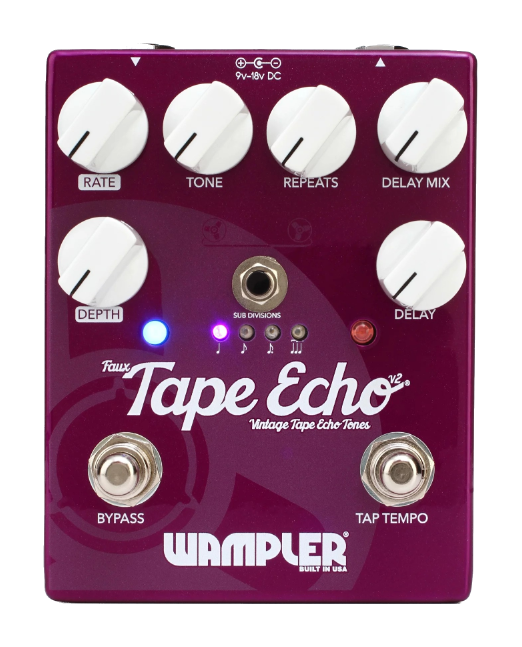 9v-18v DC
RATE
TONE
REPEATS
DELAY MIX
DEPTH
DELAY
SUB DIVISIONS
Faux
Tape Echo v2®
Vintage Tape Echo Tones
BYPASS
TAP TEMPO
WAMPLER®
BUILT IN USA